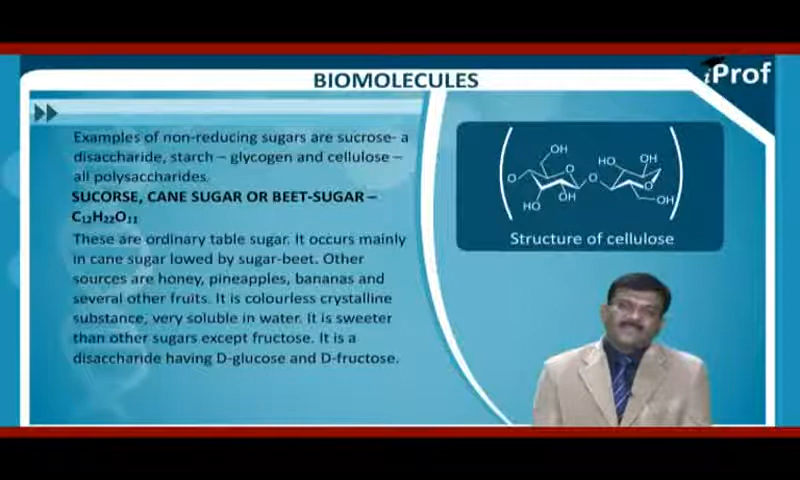 BIOMOLECULES
iProf
Examples of non-reducing sugars are sucrose- a
disaccharide, starch – glycogen and cellulose –
all polysaccharides.
SUCORSE, CANE SUGAR OR BEET-SUGAR –
C₁₂H₂₂O₁₁
These are ordinary table sugar. It occurs mainly
in cane sugar lowed by sugar-beet. Other
sources are honey, pineapples, bananas and
several other fruits. It is colourless crystalline
substance, very soluble in water. It is sweeter
than other sugars except fructose. It is a
disaccharide having D-glucose and D-fructose.
OH
HO
OH
O
O
O
O
HO
OH
OH
Structure of cellulose